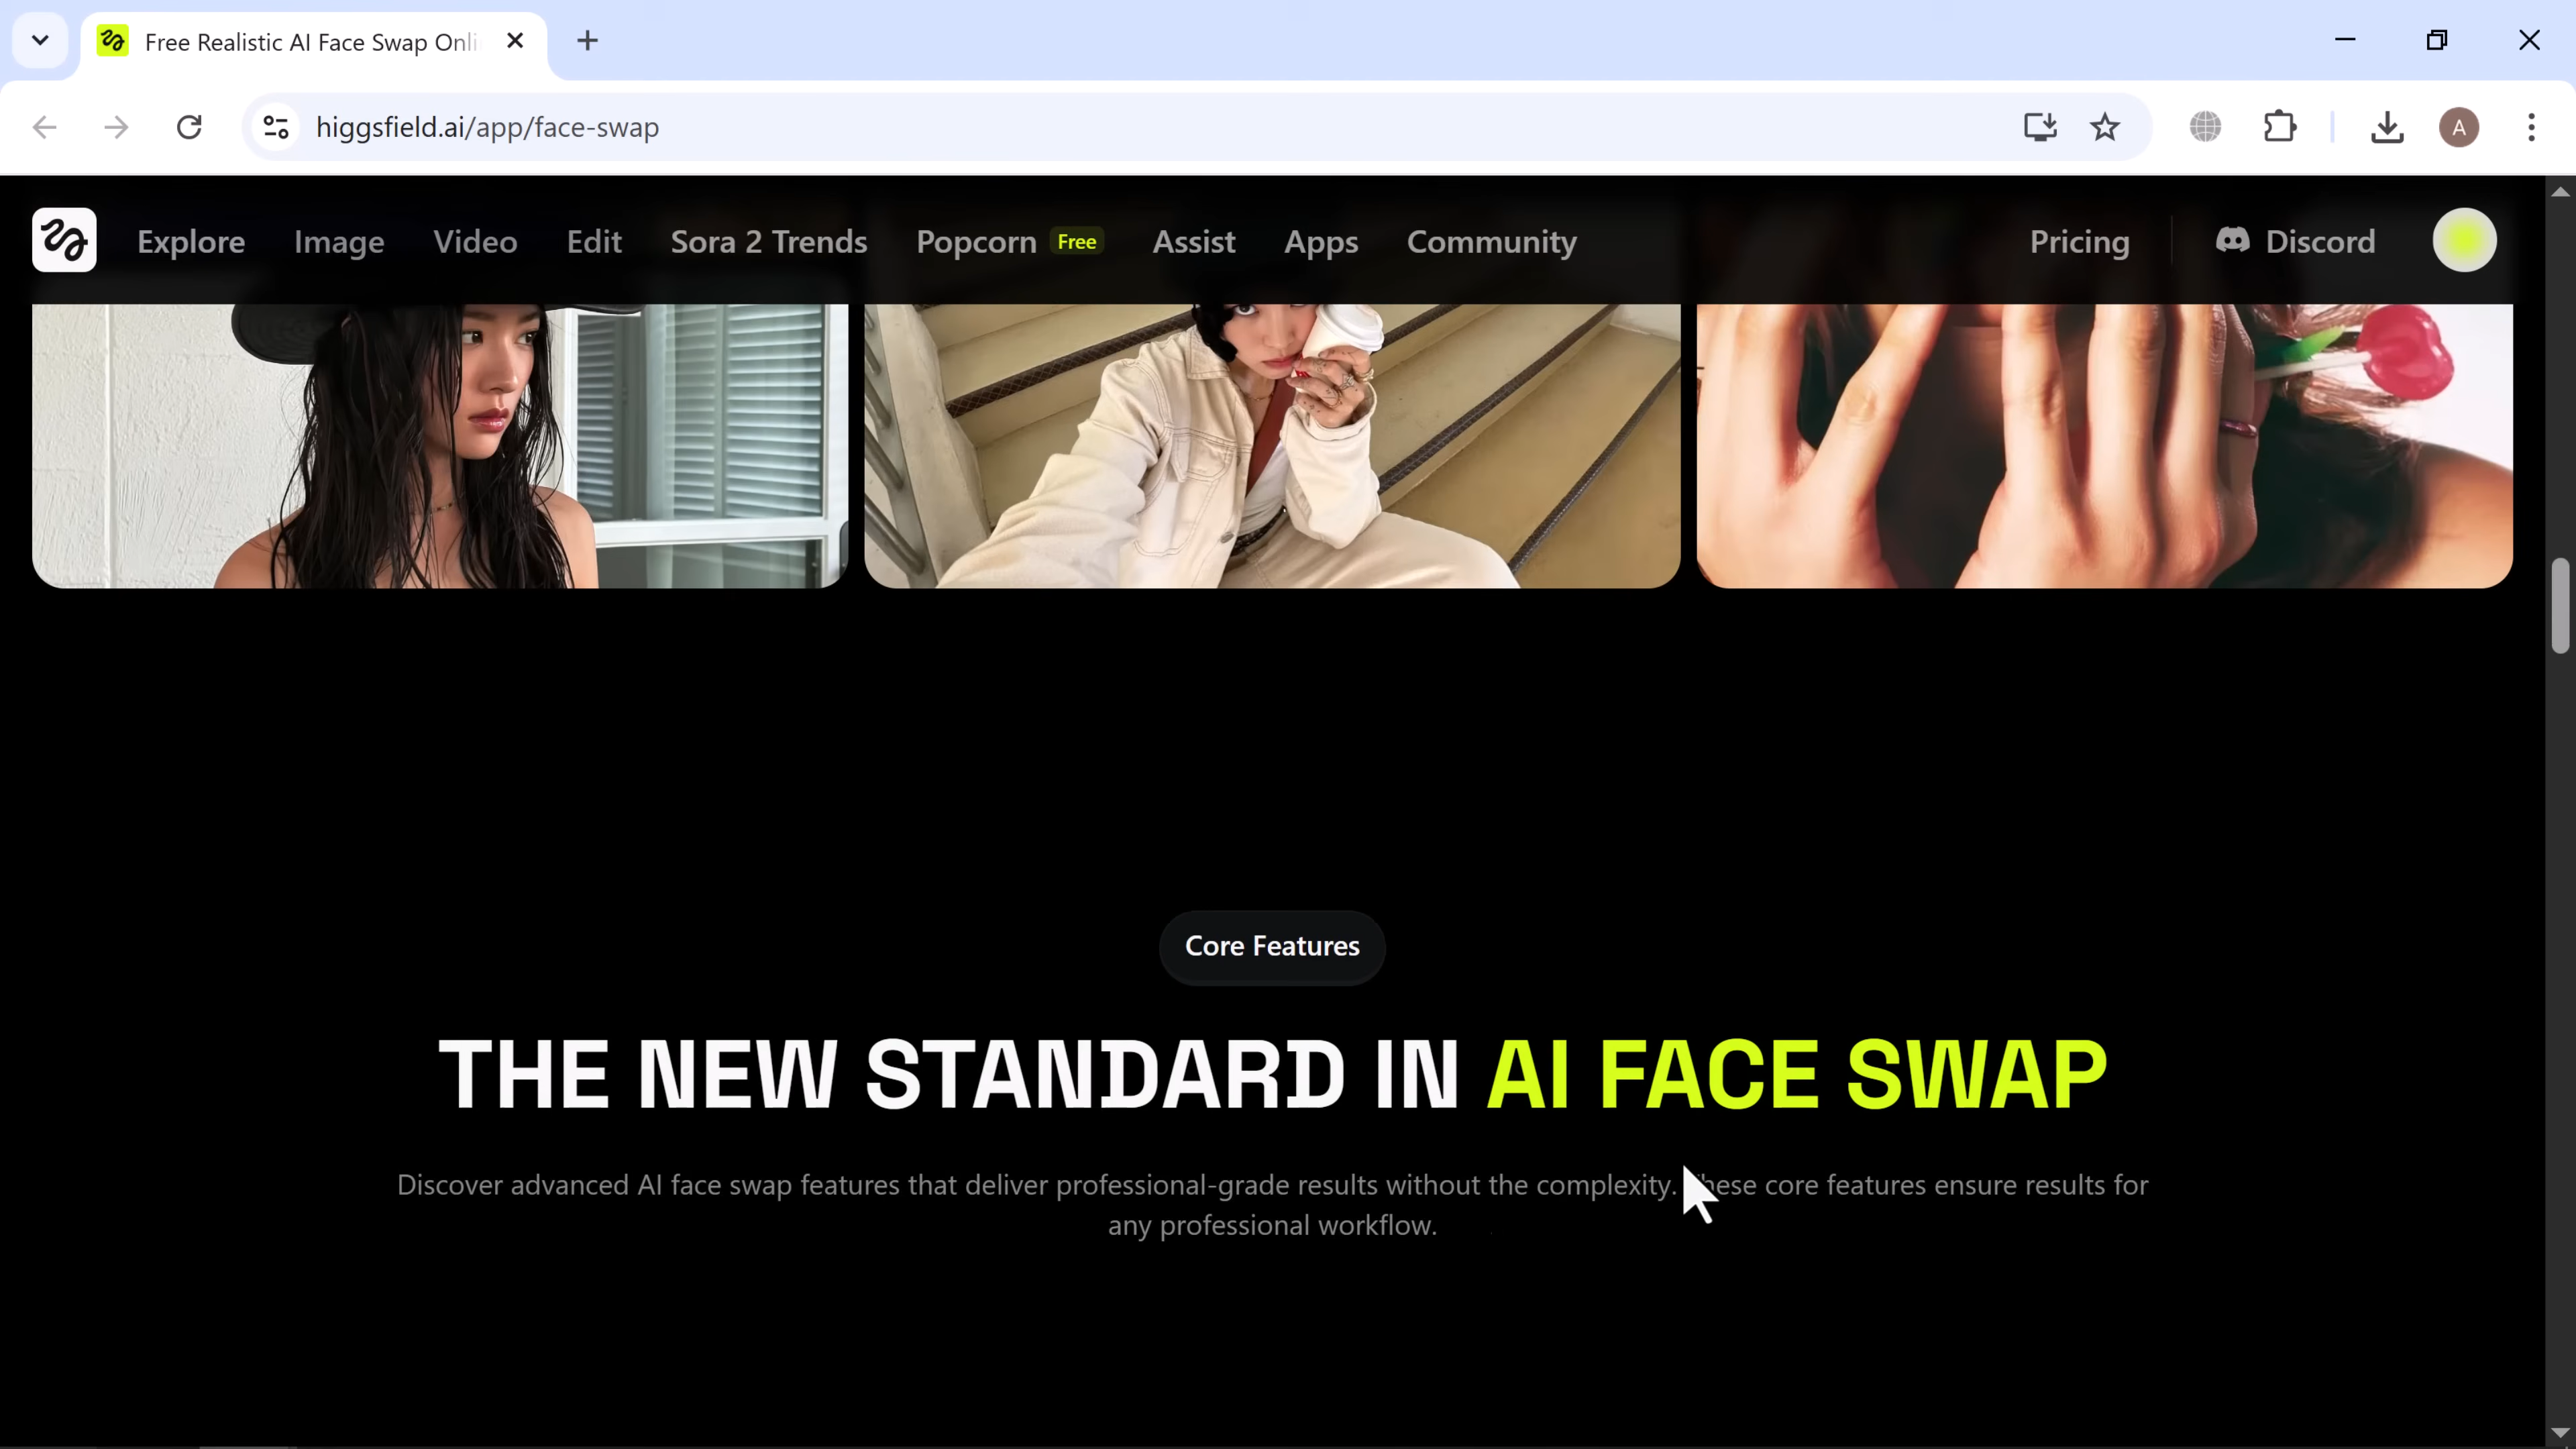 Free Realistic AI Face Swap Onli
higgsfield.ai/app/face-swap
A
Explore Image Video Edit Sora 2 Trends Popcorn Free Assist Apps Community Pricing Discord
Core Features
THE NEW STANDARD IN AI FACE SWAP
Discover advanced AI face swap features that deliver professional-grade results without the complexity. hese core features ensure results for
any professional workflow.